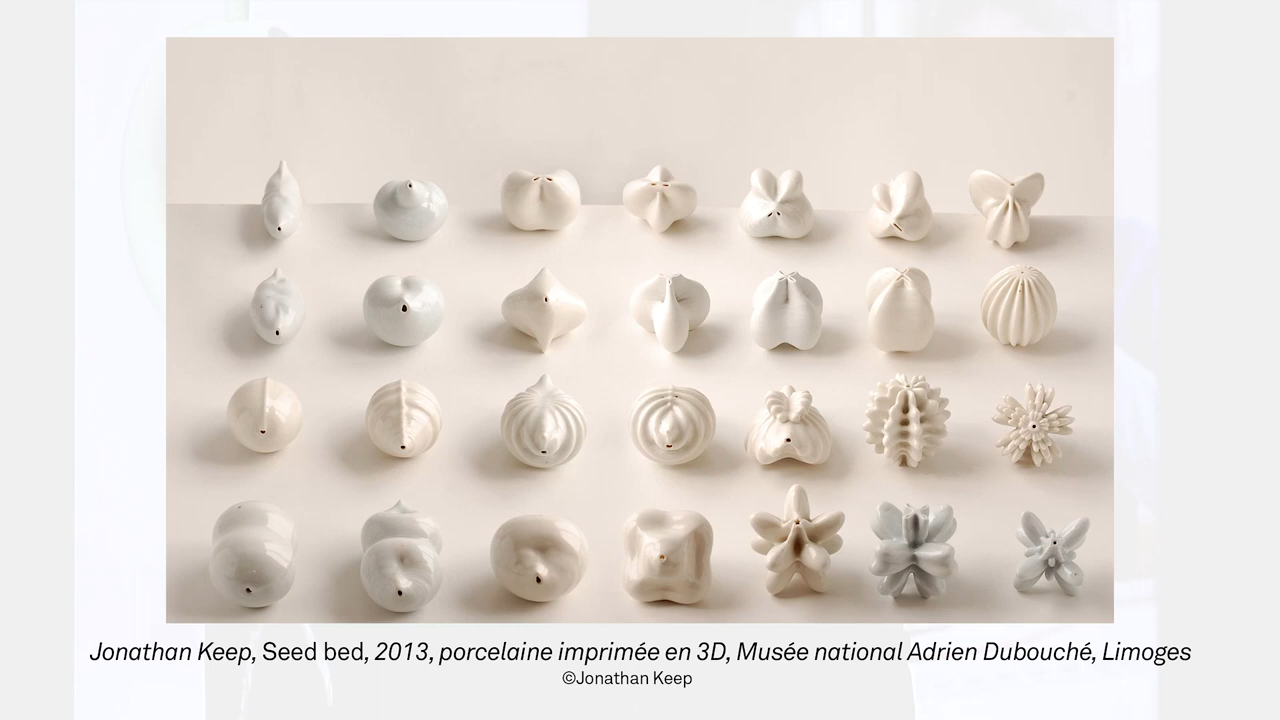 Jonathan Keep, Seed bed, 2013, porcelaine imprimée en 3D, Musée national Adrien Dubouché, Limoges
©Jonathan Keep